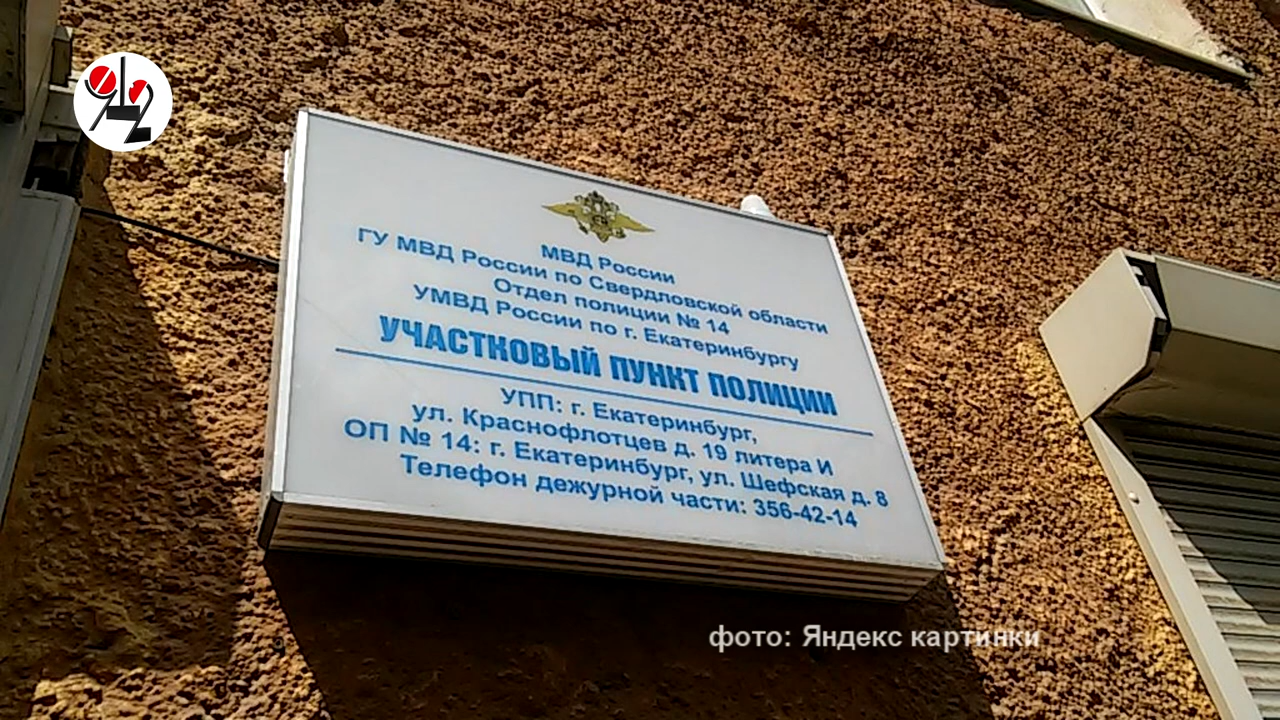 МВД России
ГУ МВД России по Свердловской области
Отдел полиции № 14
УМВД России по г. Екатеринбургу
УЧАСТКОВЫЙ ПУНКТ ПОЛИЦИИ
УПП: г. Екатеринбург,
ул. Краснофлотцев д. 19 литера И
ОП № 14: г. Екатеринбург, ул. Шефская д. 8
Телефон дежурной части: 356-42-14
фото: Яндекс картинки